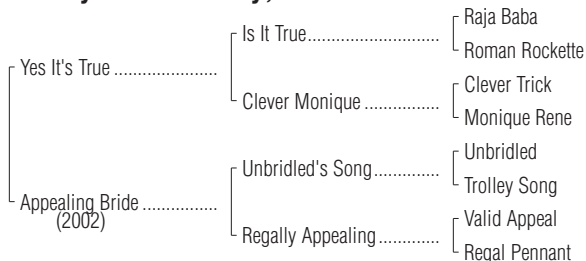 Raja Baba
Is It True
Roman Rockette
Yes It's True
Clever Trick
Clever Monique
Monique Rene
Unbridled
Unbridled's Song
Trolley Song
Appealing Bride
(2002)
Valid Appeal
Regally Appealing
Regal Pennant